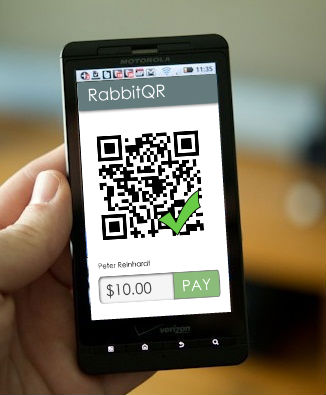 MOTOROLA
11:35
RabbitQR
Peter Reinhardt
$10.00 PAY
verizon